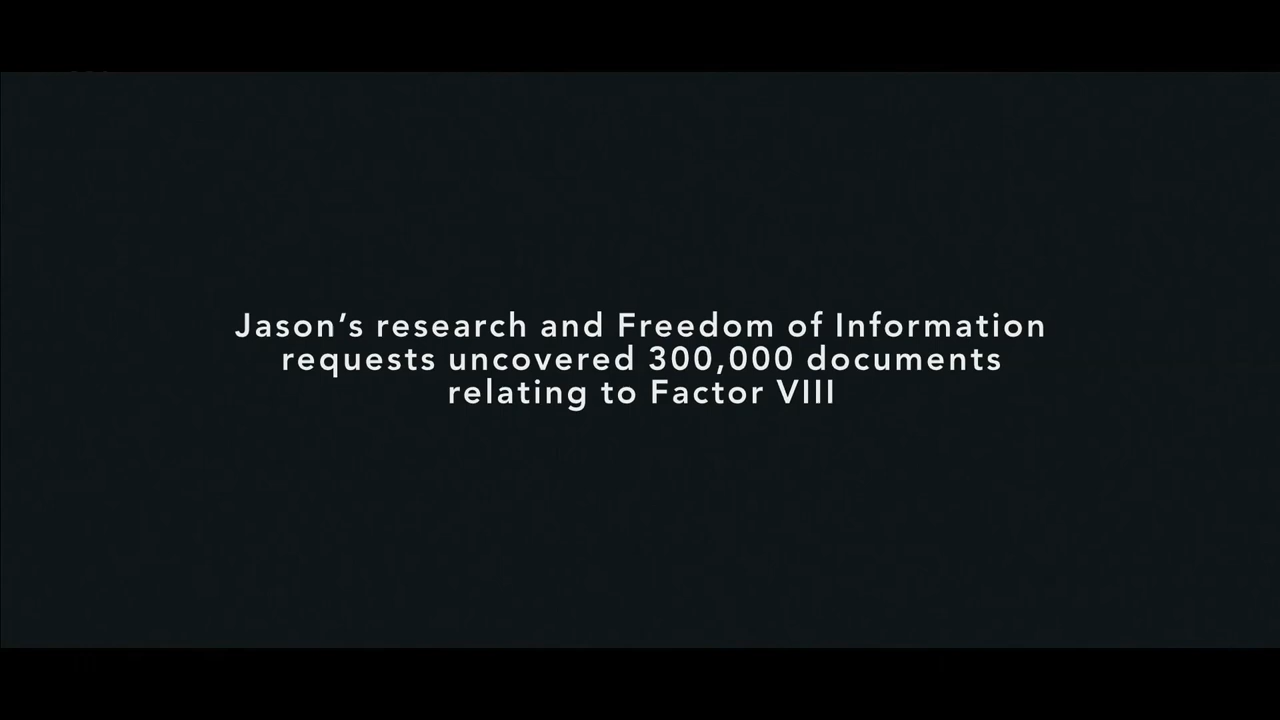 Jason’s research and Freedom of Information
requests uncovered 300,000 documents
relating to Factor VIII